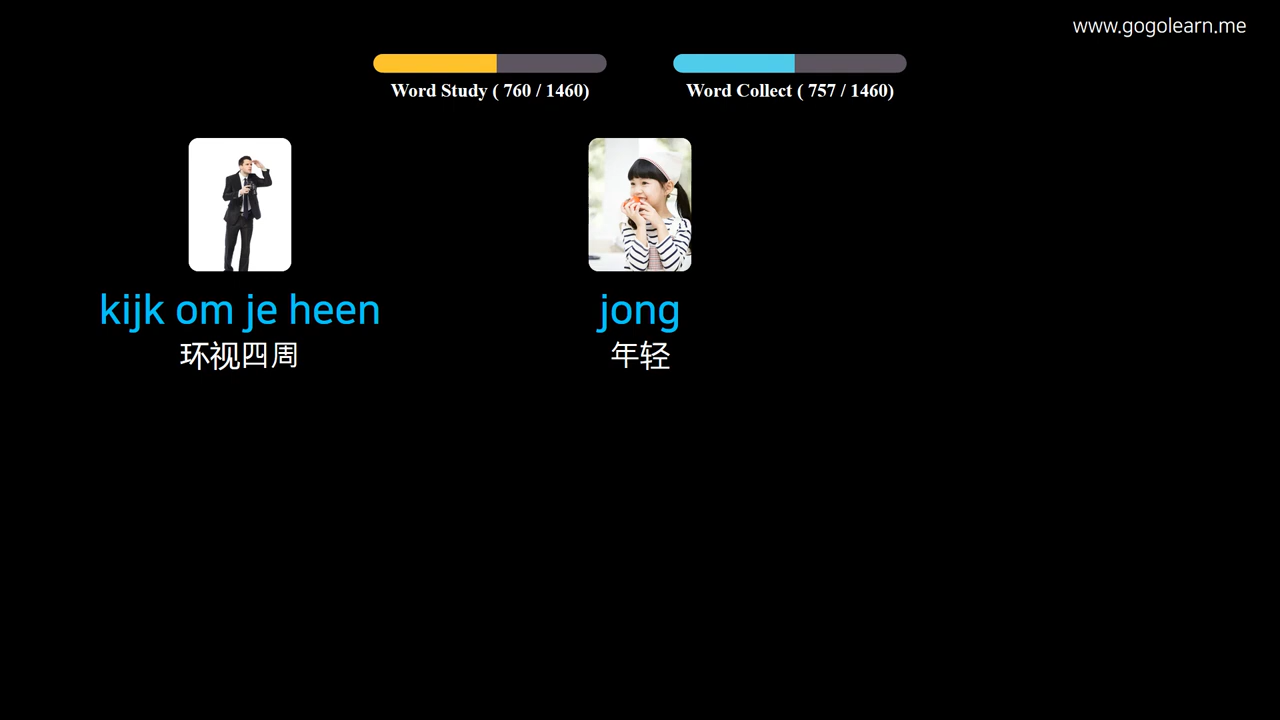 www.gogolearn.me
Word Study ( 760 / 1460)
Word Collect ( 757 / 1460)
kijk om je heen
环视四周
jong
年轻